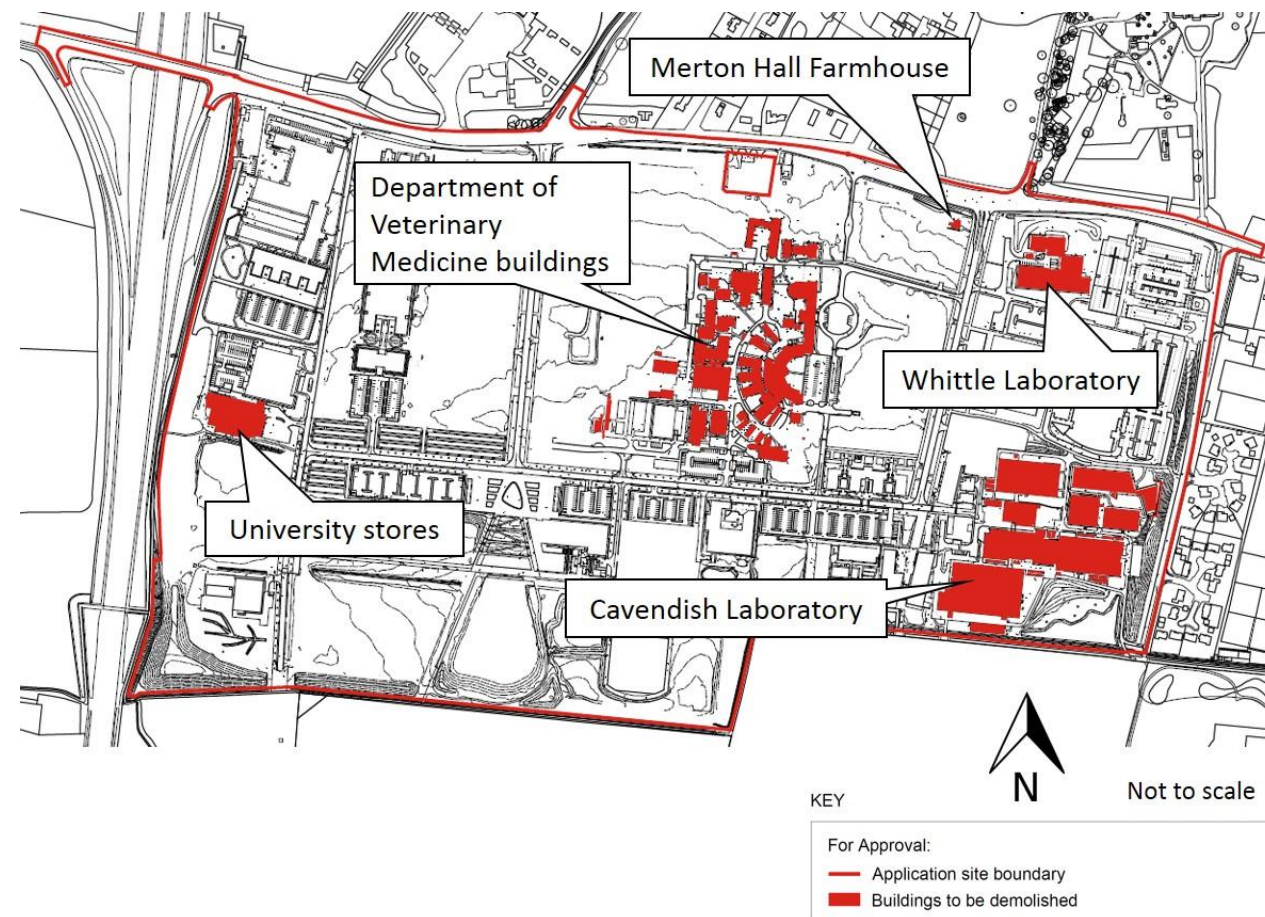 Merton Hall Farmhouse
Department of
Veterinary
Medicine buildings
Whittle Laboratory
University stores
Cavendish Laboratory
N
Not to scale
KEY
For Approval:
Application site boundary
Buildings to be demolished